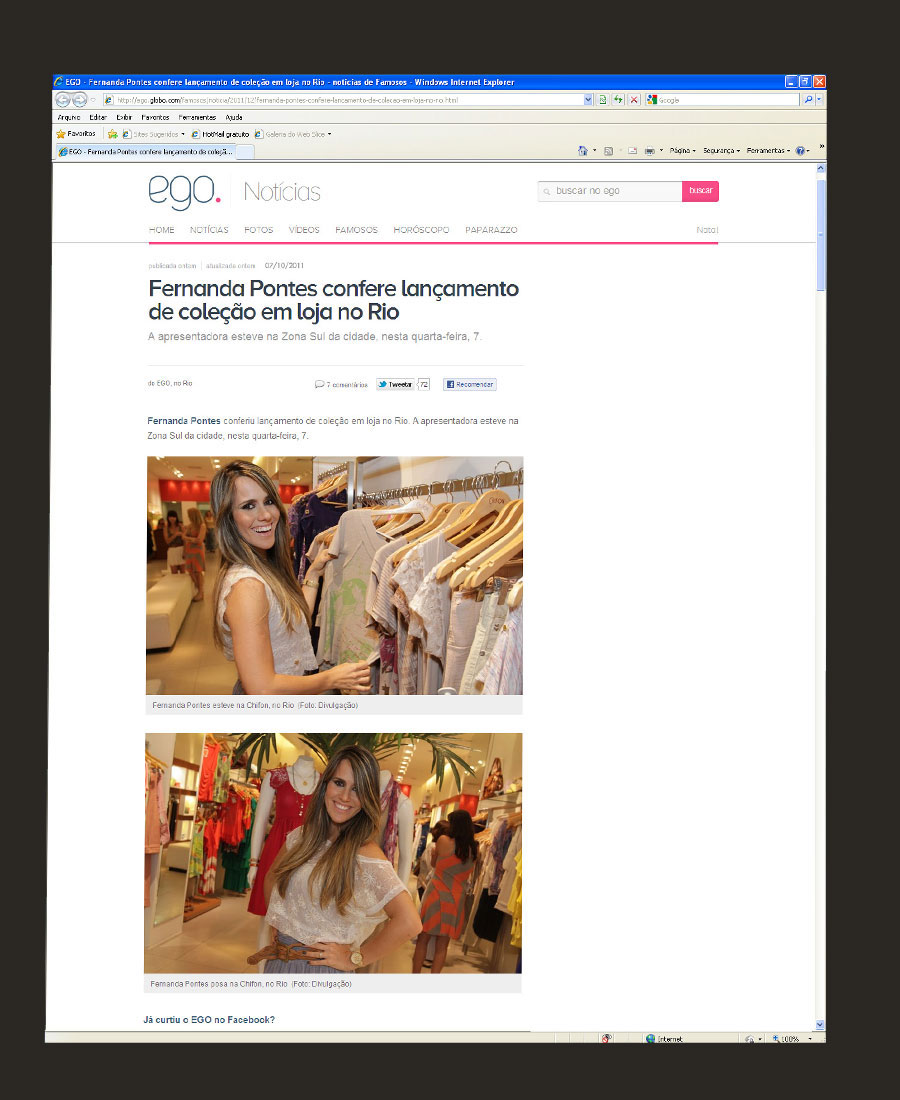 EGO - Fernanda Pontes confere lançamento de coleção em loja no Rio - notícias de Famosos - Windows Internet Explorer
http://ego.globo.com/famosos/noticia/2011/12/fernanda-pontes-confere-lancamento-de-colecao-em-loja-no-rio.html
Google
Arquivo Editar Exibir Favoritos Ferramentas Ajuda
Favoritos Sites Sugeridos HotMail gratuito Galeria do Web Slice
EGO - Fernanda Pontes confere lançamento de coleçã...
Página Segurança Ferramentas
ego. Notícias
buscar no ego buscar
HOME NOTÍCIAS FOTOS VÍDEOS FAMOSOS HORÓSCOPO PAPARAZZO Natal
publicada ontem | atualizada ontem 07/10/2011
Fernanda Pontes confere lançamento
de coleção em loja no Rio
A apresentadora esteve na Zona Sul da cidade, nesta quarta-feira, 7.
do EGO, no Rio
7 comentários Tweetar 72 Recomendar
Fernanda Pontes conferiu lançamento de coleção em loja no Rio. A apresentadora esteve na
Zona Sul da cidade, nesta quarta-feira, 7.
Fernanda Pontes esteve na Chifon, no Rio (Foto: Divulgação)
Fernanda Pontes posa na Chifon, no Rio (Foto: Divulgação)
Já curtiu o EGO no Facebook?
Internet 100%